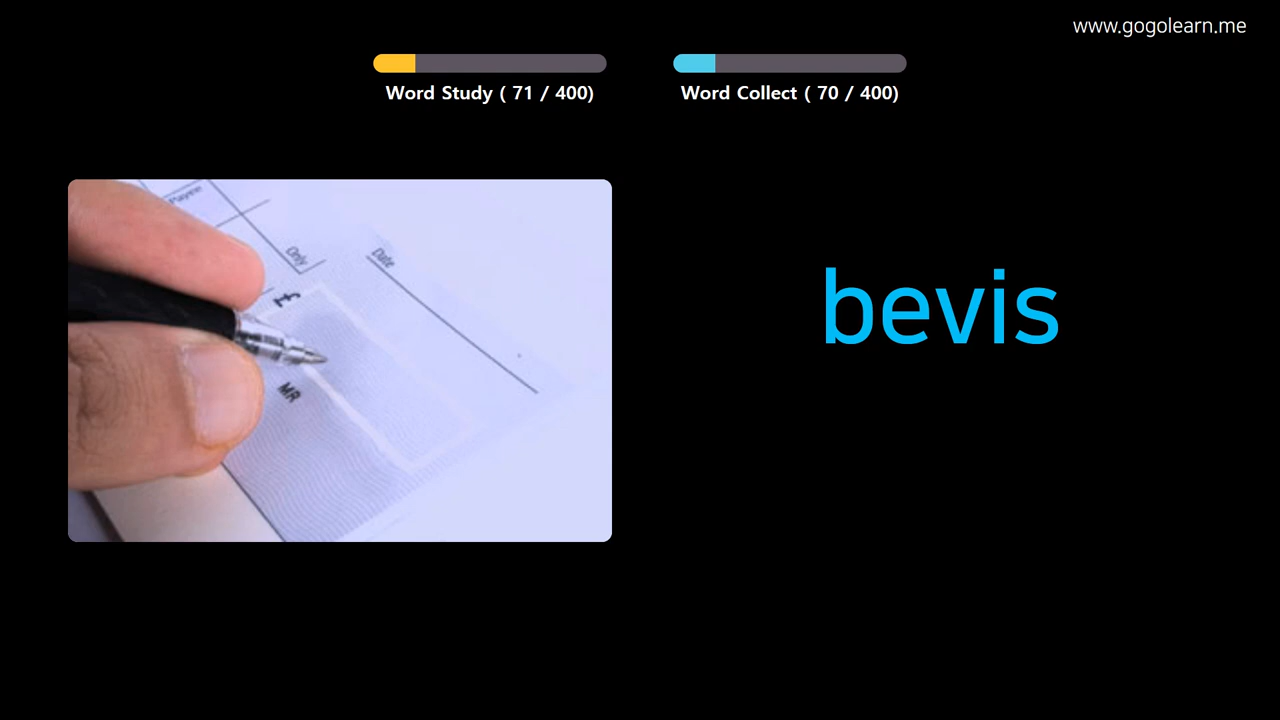 www.gogolearn.me
Word Study ( 71 / 400)
Word Collect ( 70 / 400)
Payee
Only
Date
£
MR
bevis